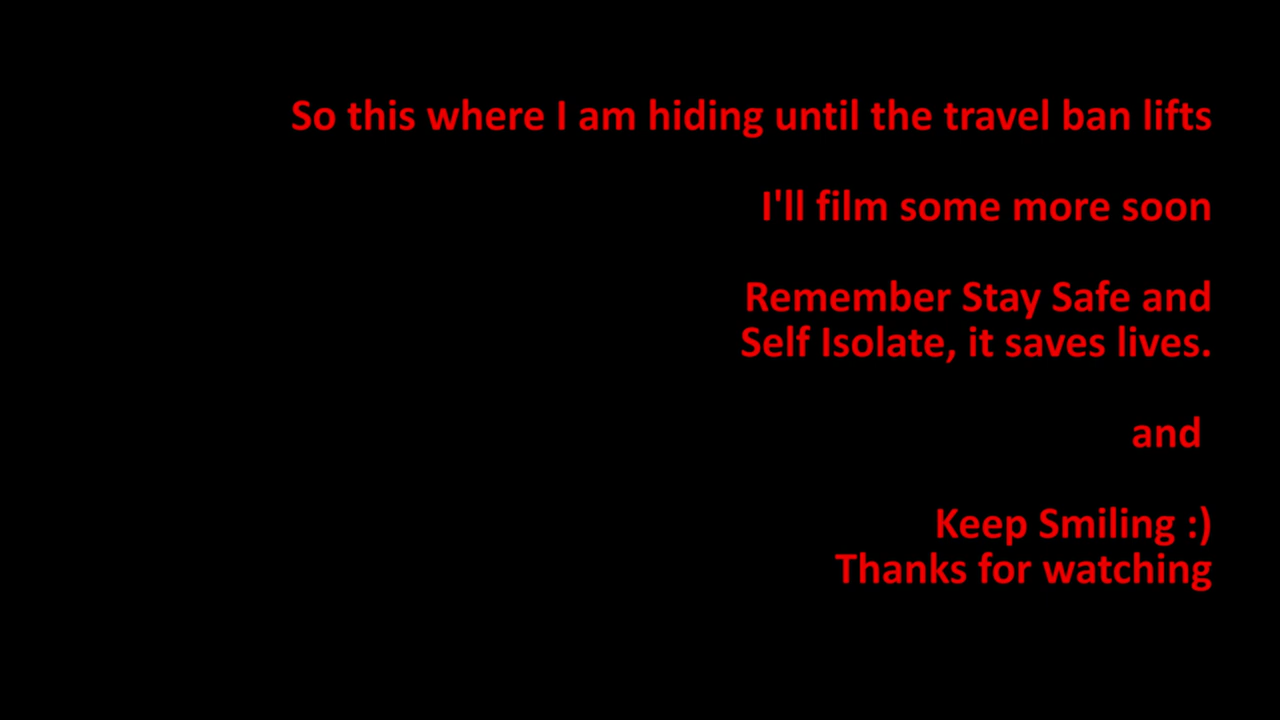 So this where I am hiding until the travel ban lifts
I'll film some more soon
Remember Stay Safe and
Self Isolate, it saves lives.
and
Keep Smiling :)
Thanks for watching